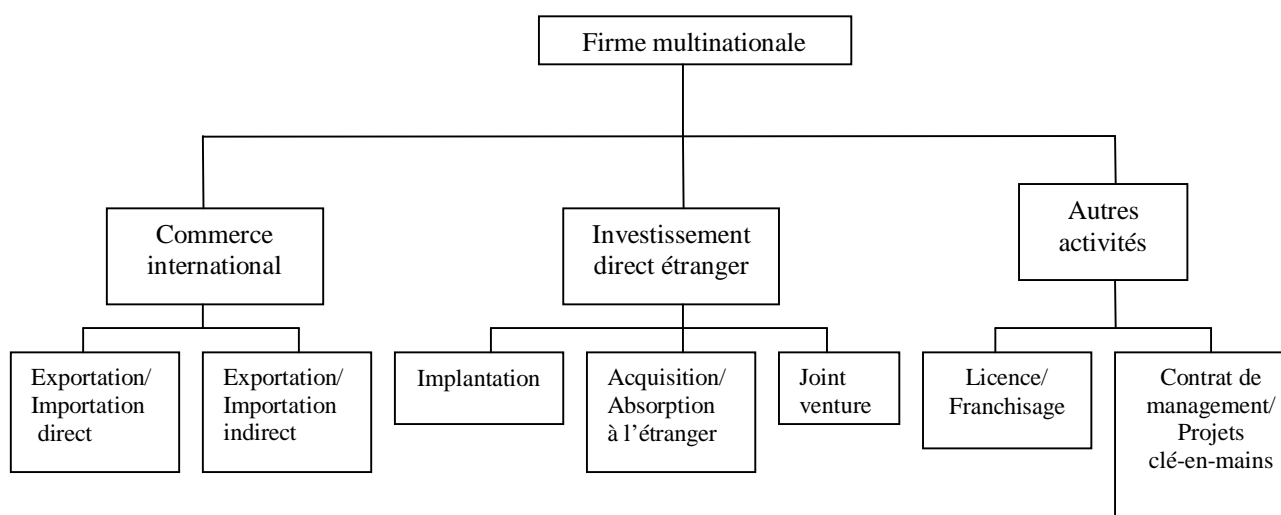 Firme multinationale
Commerce
international
Investissement
direct étranger
Autres
activités
Exportation/
Importation
direct
Exportation/
Importation
indirect
Implantation
Acquisition/
Absorption
à l’étranger
Joint
venture
Licence/
Franchisage
Contrat de
management/
Projets
clé-en-mains